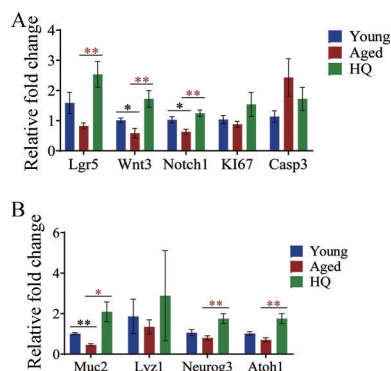 A
Relative fold change
4
3
2
1
0
** * ** * **
Young
Aged
HQ
Lgr5 Wnt3 Notch1 KI67 Casp3
B
Relative fold change
6
4
2
0
** * ** **
Young
Aged
HQ
Muc2 Lyz1 Neurog3 Atoh1